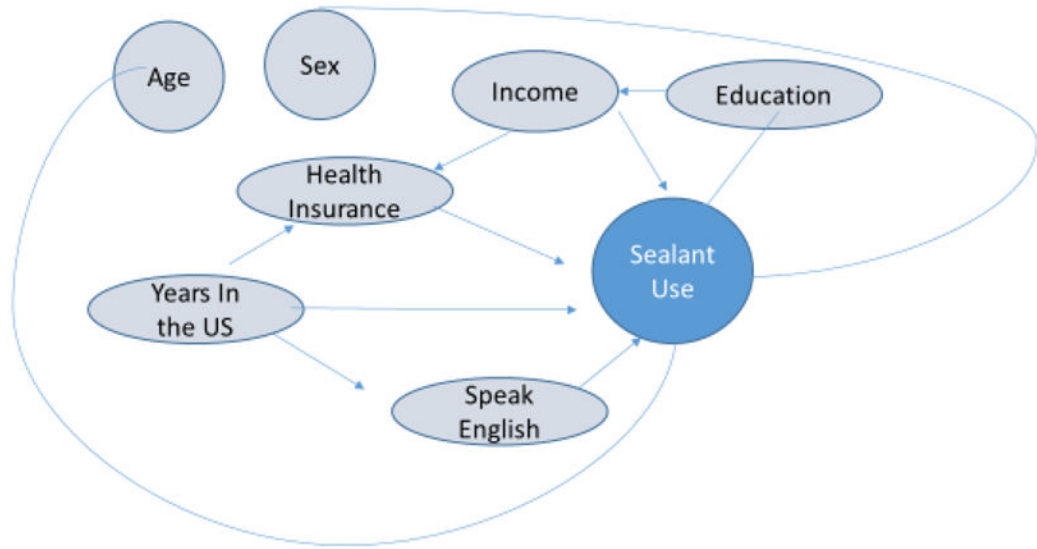 Age
Sex
Income
Education
Health
Insurance
Sealant
Use
Years In
the US
Speak
English